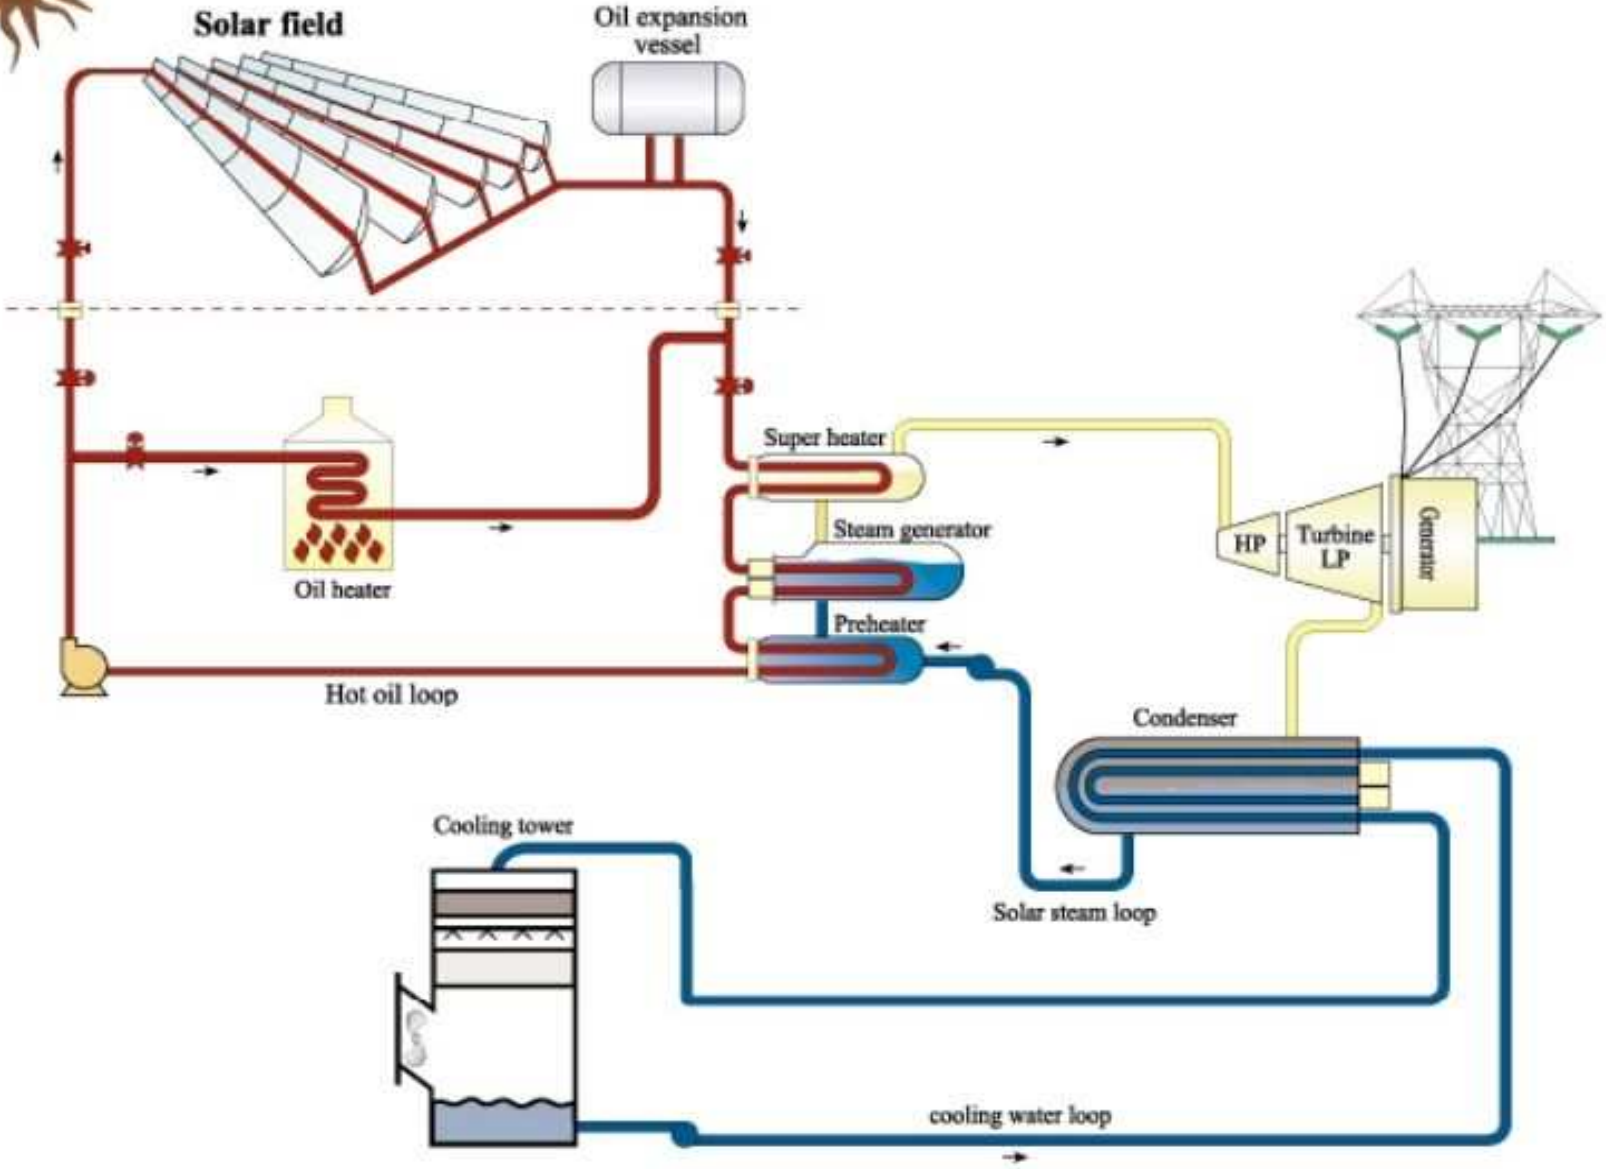 Solar field
Oil expansion
vessel
Super heater
Steam generator
HP
Turbine
LP
Generator
Oil heater
Preheater
Hot oil loop
Condenser
Cooling tower
Solar steam loop
cooling water loop